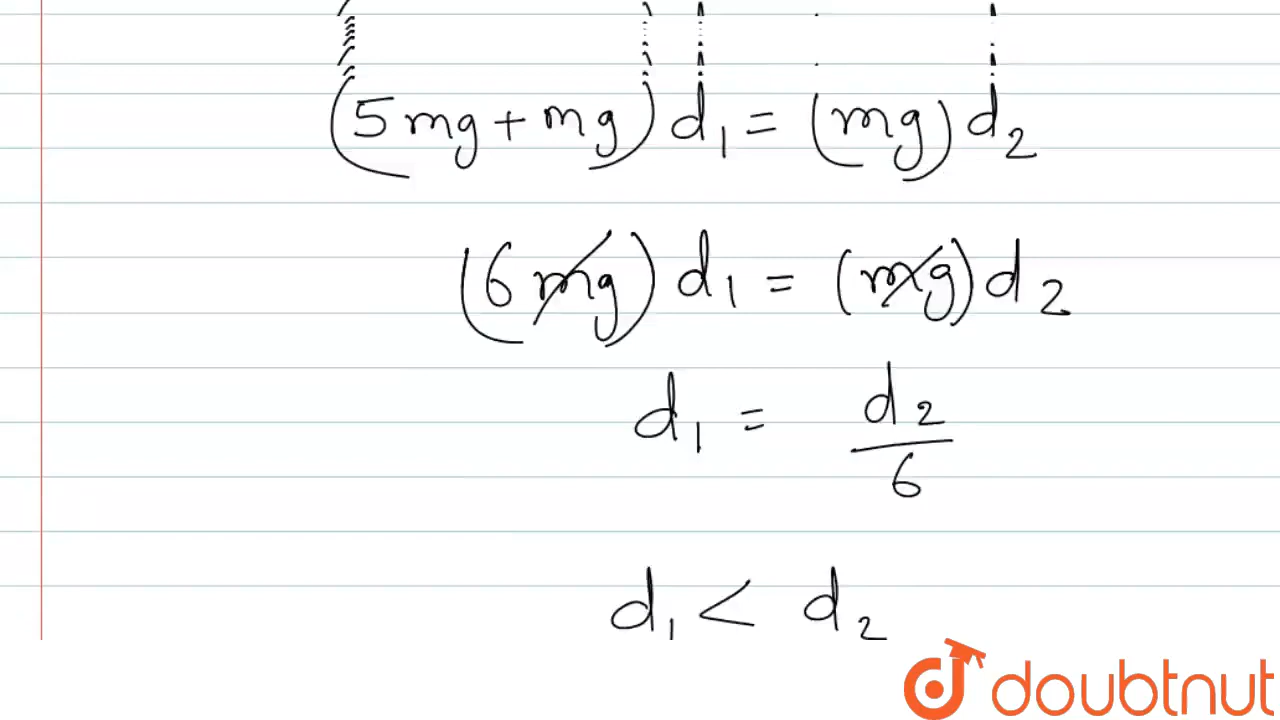 (5mg + mg) d₁ = (mg) d₂
(6mg) d₁ = (mg) d₂
d₁ = d₂/6
d₁ < d₂
doubtnut